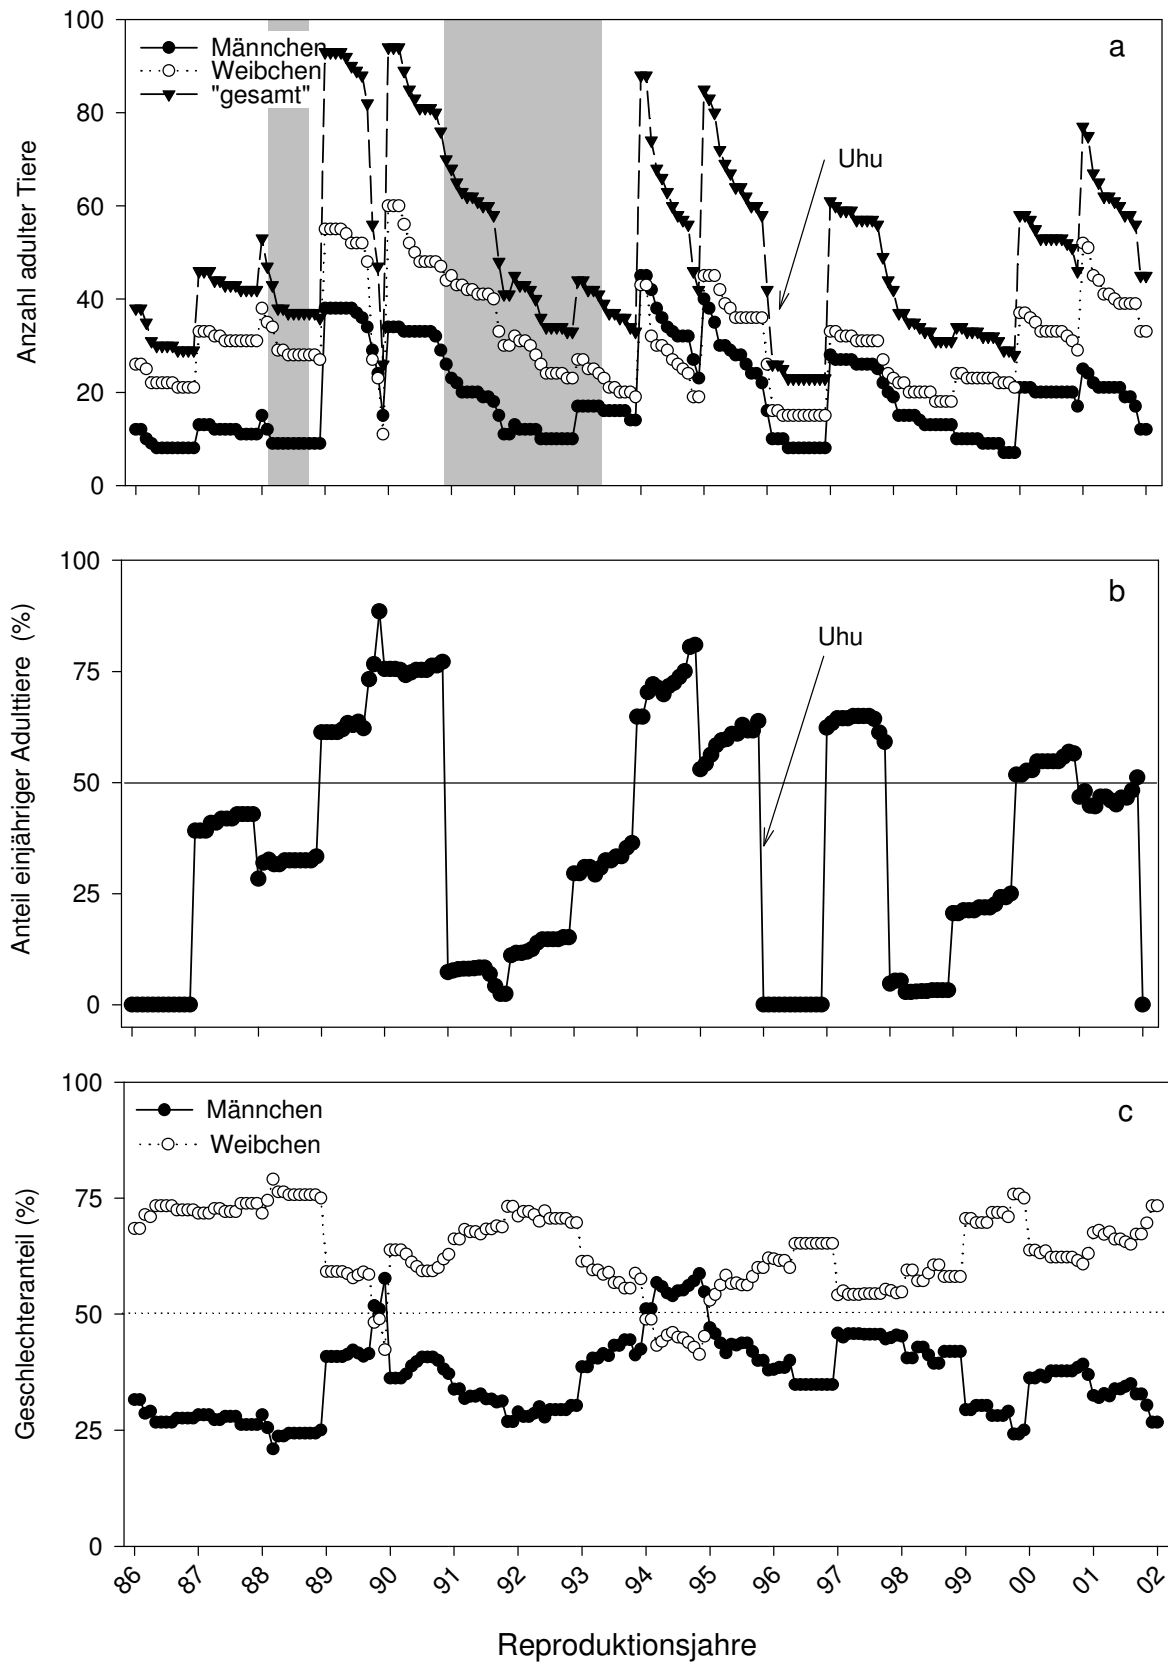 a
Männchen
Weibchen
"gesamt"
Uhu
Anzahl adulter Tiere
100
80
60
40
20
0
b
Uhu
Anteil einjähriger Adulttiere (%)
100
75
50
25
0
c
Männchen
Weibchen
Geschlechteranteil (%)
100
75
50
25
0
86 87 88 89 90 91 92 93 94 95 96 97 98 99 00 01 02
Reproduktionsjahre